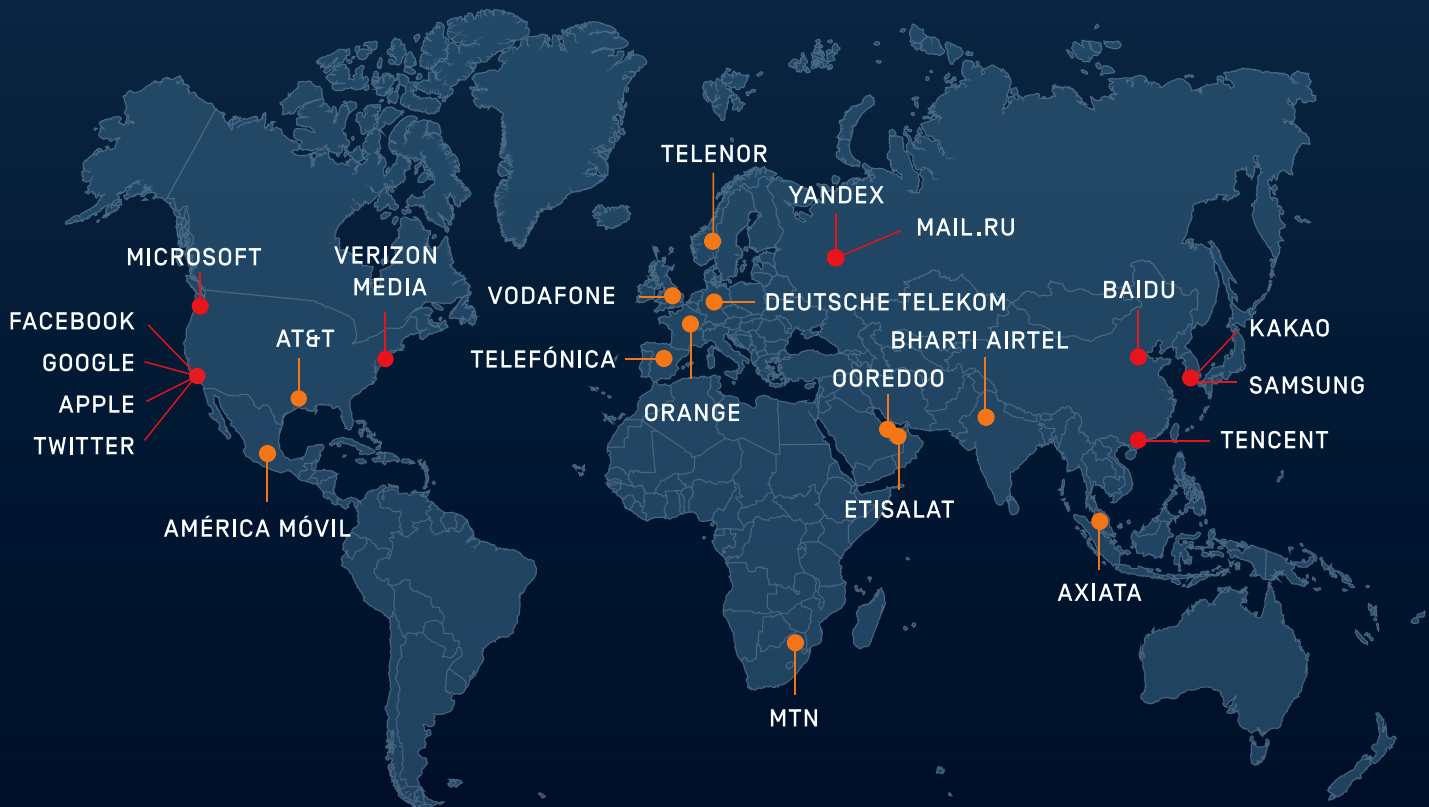 TELENOR
YANDEX
MAIL.RU
MICROSOFT
VERIZON
MEDIA
VODAFONE
DEUTSCHE TELEKOM
BAIDU
FACEBOOK
KAKAO
AT&T
BHARTI AIRTEL
GOOGLE
TELEFÓNICA
OOREDOO
SAMSUNG
APPLE
ORANGE
TWITTER
TENCENT
ETISALAT
AMÉRICA MÓVIL
AXIATA
MTN